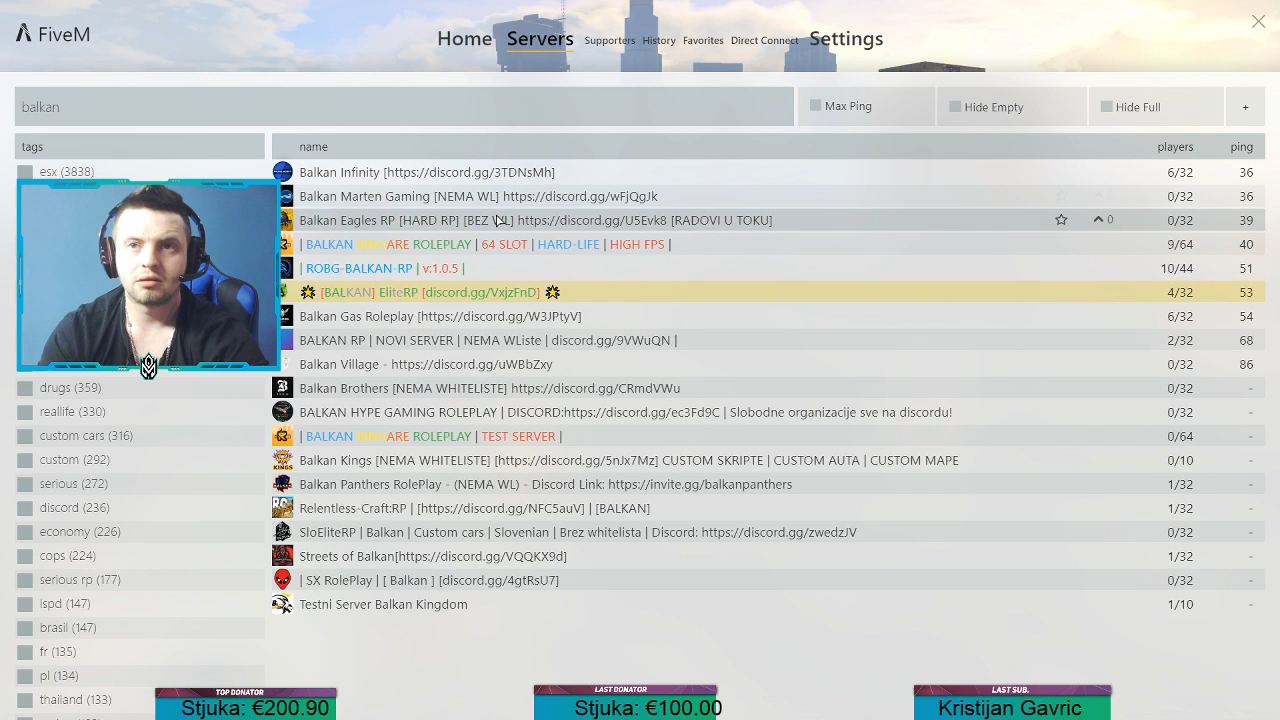 FiveM
Home Servers Supporters History Favorites Direct Connect Settings
balkan
Max Ping
Hide Empty
Hide Full
+
tags
name players ping
esx (3838)
Balkan Infinity [https://discord.gg/3TDNsMh] 6/32 36
Balkan Marten Gaming [NEMA WL] https://discord.gg/wFjQgJk 0/32 36
Balkan Eagles RP [HARD RP] [BEZ WL] https://discord.gg/U5Evk8 [RADOVI U TOKU] 0 0/32 39
| BALKAN KINGARE ROLEPLAY | 64 SLOT | HARD-LIFE | HIGH FPS | 9/64 40
| ROBG-BALKAN-RP | v:1.0.5 | 10/44 51
[BALKAN] EliteRP [discord.gg/VxjzFnD] 4/32 53
Balkan Gas Roleplay [https://discord.gg/W3JPtyV] 6/32 54
BALKAN RP | NOVI SERVER | NEMA WListe | discord.gg/9VWuQN | 2/32 68
Balkan Village - https://discord.gg/uWBbZxy 0/32 86
drugs (359)
Balkan Brothers [NEMA WHITELISTE] https://discord.gg/CRmdVWu 0/32 -
reallife (330)
BALKAN HYPE GAMING ROLEPLAY | DISCORD:https://discord.gg/ec3Fd9C | Slobodne organizacije sve na discordu! 0/32 -
custom cars (316)
| BALKAN KINGARE ROLEPLAY | TEST SERVER | 0/64 -
custom (292)
Balkan Kings [NEMA WHITELISTE] [https://discord.gg/5nJx7Mz] CUSTOM SKRIPTE | CUSTOM AUTA | CUSTOM MAPE 0/10 -
serious (272)
Balkan Panthers RolePlay - (NEMA WL) - Discord Link: https://invite.gg/balkanpanthers 1/32 -
discord (236)
Relentless-Craft:RP | [https://discord.gg/NFC5auV] | [BALKAN] 1/32 -
economy (226)
SloEliteRP | Balkan | Custom cars | Slovenian | Brez whitelista | Discord: https://discord.gg/zwedzJV 0/32 -
cops (224)
Streets of Balkan[https://discord.gg/VQQKX9d] 1/32 -
serious rp (177)
| SX RolePlay | [ Balkan ] [discord.gg/4gtRsU7] 0/32 -
lspd (147)
Testni Server Balkan Kingdom 1/10 -
brasil (147)
fr (135)
pl (134)
thailand (133)
TOP DONATOR
Stjuka: €200.90
LAST DONATOR
Stjuka: €100.00
LAST SUB.
Kristijan Gavric